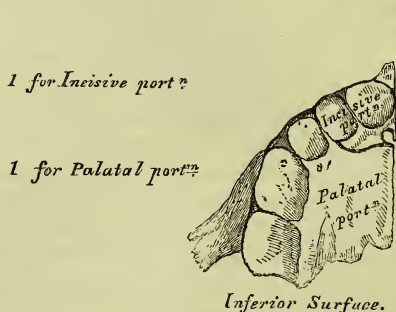 1 for Incisive portn
Incisive
portn
1 for Palatal portn
Palatal
portn
Inferior Surface.